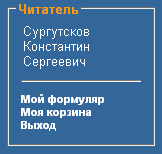 Читатель
Сургутсков
Константин
Сергеевич
Мой формуляр
Моя корзина
Выход